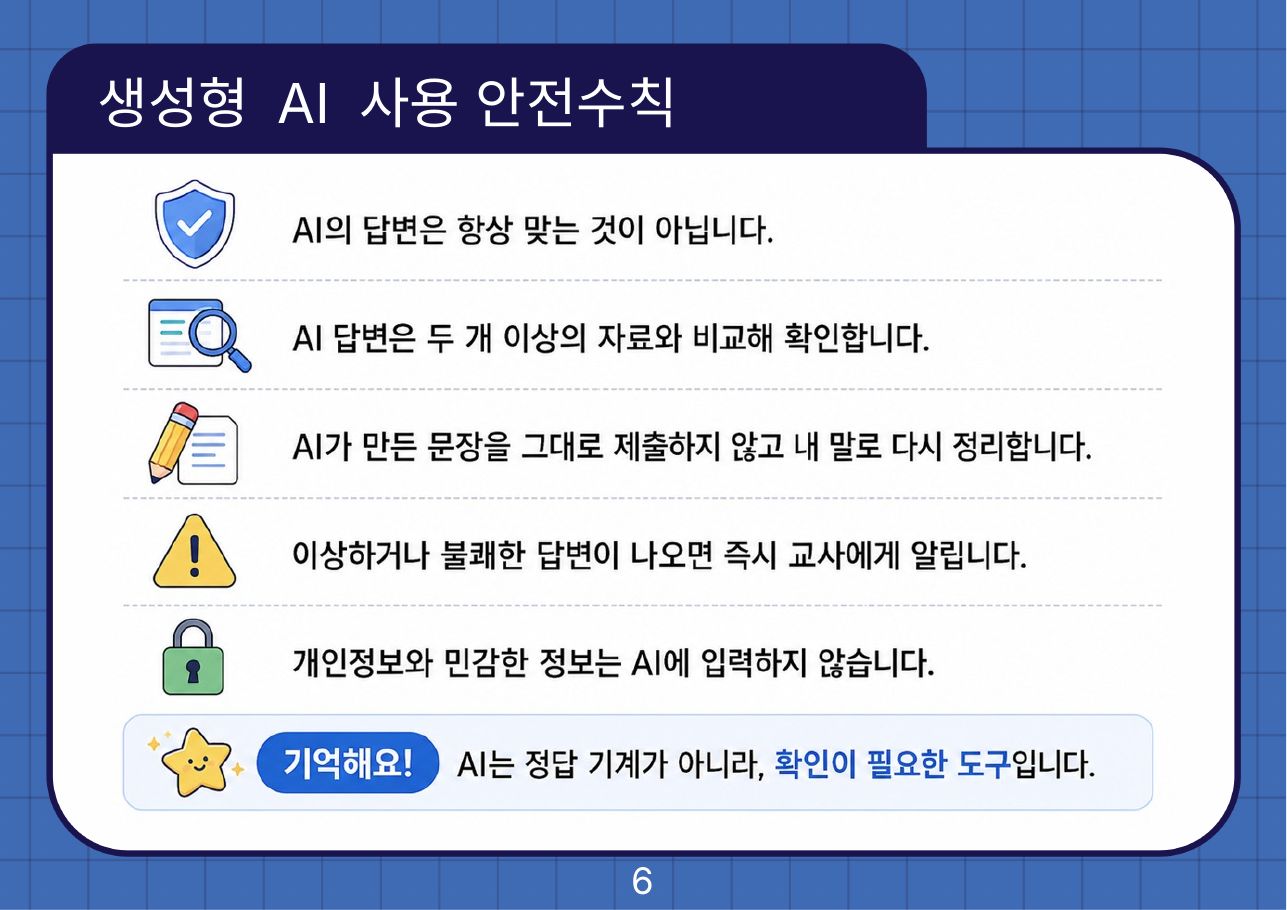 생성형 AI 사용 안전수칙
AI의 답변은 항상 맞는 것이 아닙니다.
AI 답변은 두 개 이상의 자료와 비교해 확인합니다.
AI가 만든 문장을 그대로 제출하지 않고 내 말로 다시 정리합니다.
이상하거나 불쾌한 답변이 나오면 즉시 교사에게 알립니다.
개인정보와 민감한 정보는 AI에 입력하지 않습니다.
기억해요! AI는 정답 기계가 아니라, 확인이 필요한 도구입니다.
6